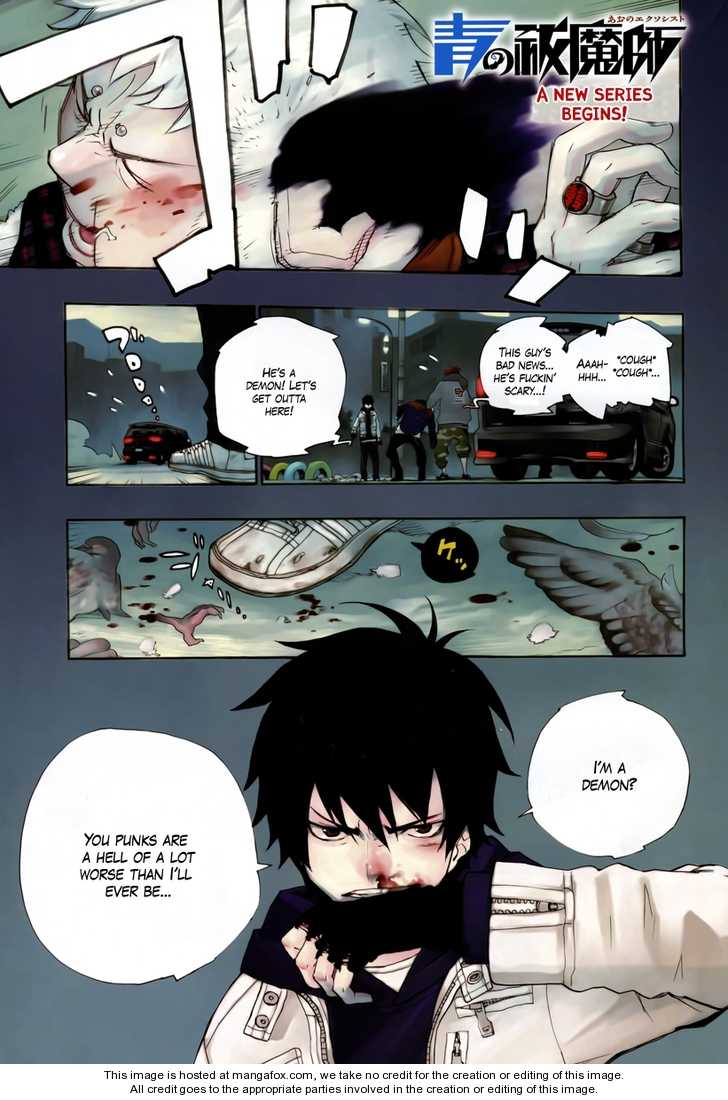 あおのエクソシスト
青の祓魔師
A NEW SERIES
BEGINS!
*COUGH*
*COUGH*...
AAAH-
HHH...
THIS GUY'S
BAD NEWS...
HE'S FUCKIN'
SCARY...!
HE'S A
DEMON! LET'S
GET OUTTA
HERE!
I'M A
DEMON?
YOU PUNKS ARE
A HELL OF A LOT
WORSE THAN I'LL
EVER BE...
This image is hosted at mangafox.com, we take no credit for the creation or editing of this image.
All credit goes to the appropriate parties involved in the creation or editing of this image.